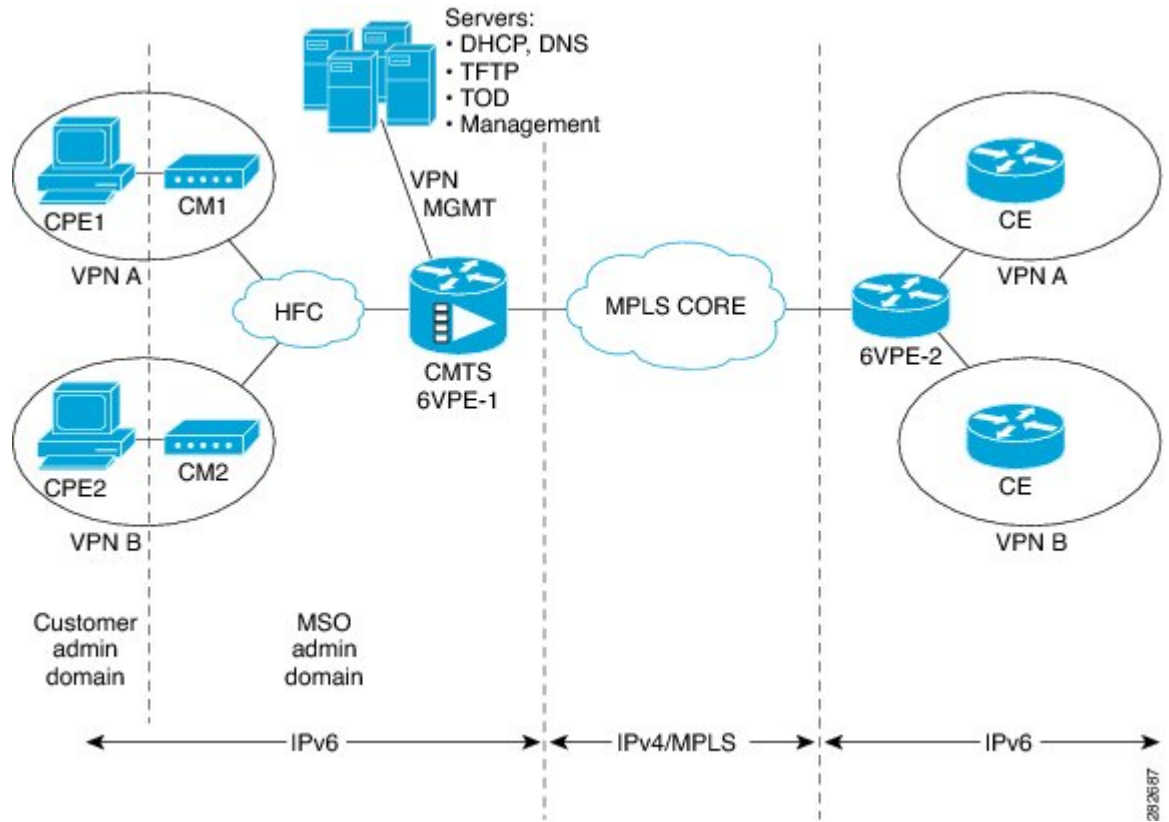 Servers:
• DHCP, DNS
• TFTP
• TOD
• Management
VPN
MGMT
CPE1
CM1
VPN A
HFC
CMTS
6VPE-1
MPLS CORE
6VPE-2
CE
VPN A
CPE2
CM2
VPN B
CE
VPN B
Customer
admin
domain
MSO
admin
domain
IPv6
IPv4/MPLS
IPv6
282687